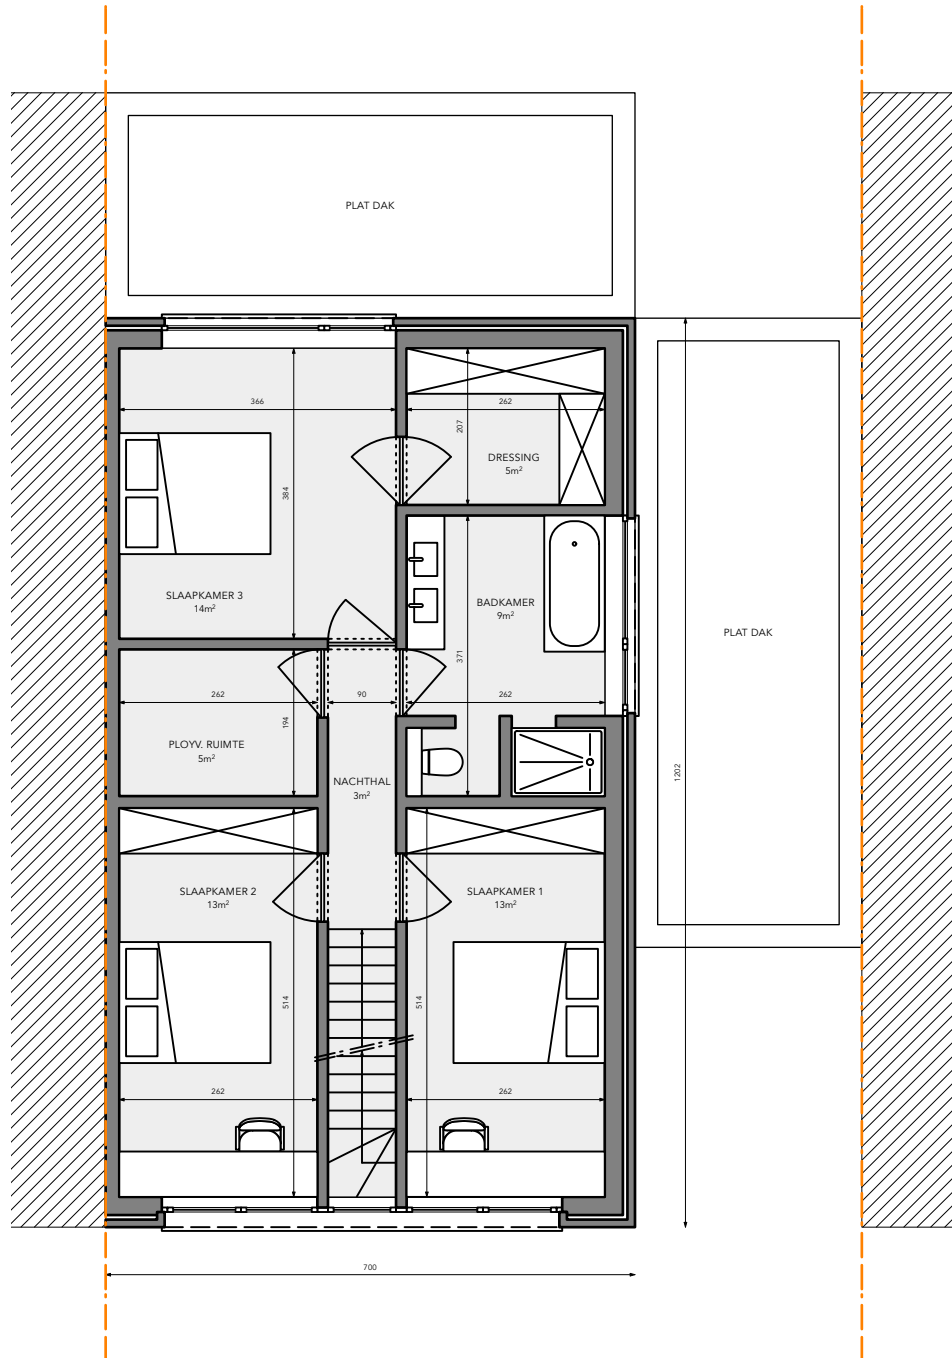 PLAT DAK
366
262
207
DRESSING
5m²
384
SLAAPKAMER 3
14m²
BADKAMER
9m²
PLAT DAK
371
262
90
262
194
PLOYV. RUIMTE
5m²
NACHTHAL
3m²
1202
SLAAPKAMER 2
13m²
SLAAPKAMER 1
13m²
514
514
262
262
700